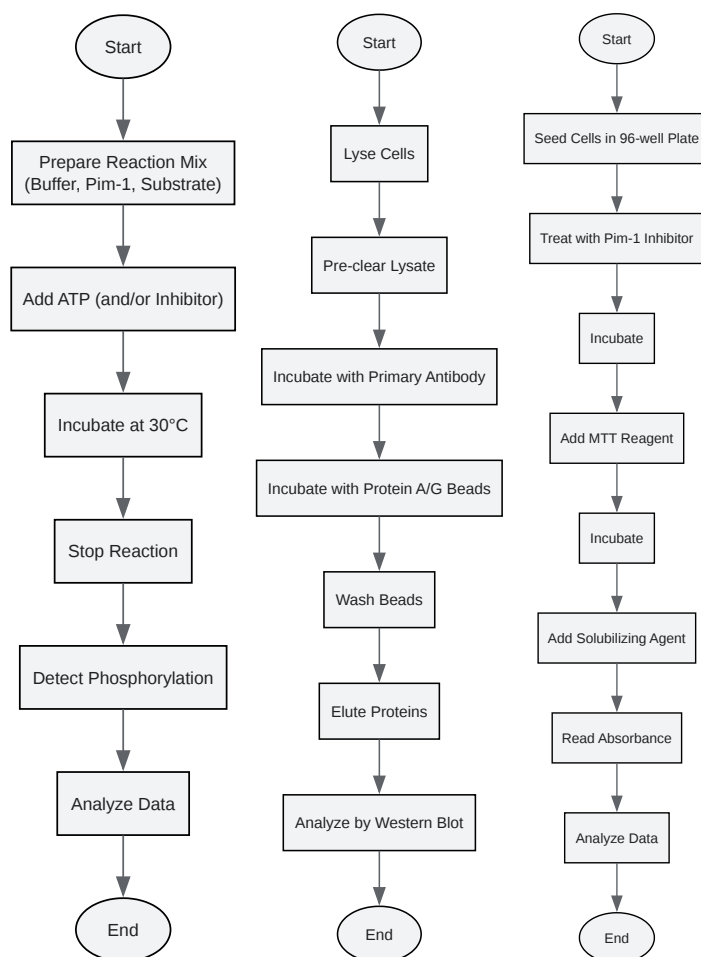 Start
Prepare Reaction Mix
(Buffer, Pim-1, Substrate)
Add ATP (and/or Inhibitor)
Incubate at 30°C
Stop Reaction
Detect Phosphorylation
Analyze Data
End
Start
Lyse Cells
Pre-clear Lysate
Incubate with Primary Antibody
Incubate with Protein A/G Beads
Wash Beads
Elute Proteins
Analyze by Western Blot
End
Start
Seed Cells in 96-well Plate
Treat with Pim-1 Inhibitor
Incubate
Add MTT Reagent
Incubate
Add Solubilizing Agent
Read Absorbance
Analyze Data
End